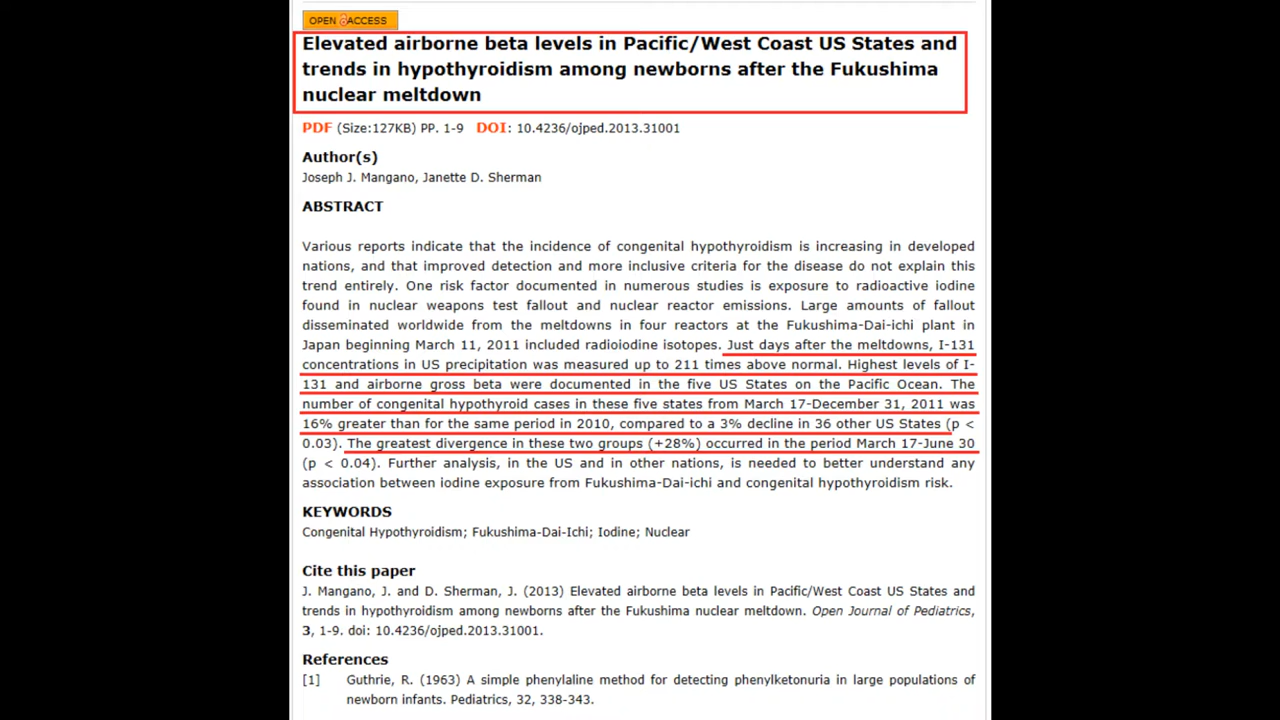 OPEN ACCESS
Elevated airborne beta levels in Pacific/West Coast US States and
trends in hypothyroidism among newborns after the Fukushima
nuclear meltdown
PDF (Size:127KB) PP. 1-9 DOI: 10.4236/ojped.2013.31001
Author(s)
Joseph J. Mangano, Janette D. Sherman
ABSTRACT
Various reports indicate that the incidence of congenital hypothyroidism is increasing in developed
nations, and that improved detection and more inclusive criteria for the disease do not explain this
trend entirely. One risk factor documented in numerous studies is exposure to radioactive iodine
found in nuclear weapons test fallout and nuclear reactor emissions. Large amounts of fallout
disseminated worldwide from the meltdowns in four reactors at the Fukushima-Dai-ichi plant in
Japan beginning March 11, 2011 included radioiodine isotopes. Just days after the meltdowns, I-131
concentrations in US precipitation was measured up to 211 times above normal. Highest levels of I-
131 and airborne gross beta were documented in the five US States on the Pacific Ocean. The
number of congenital hypothyroid cases in these five states from March 17-December 31, 2011 was
16% greater than for the same period in 2010, compared to a 3% decline in 36 other US States (p <
0.03). The greatest divergence in these two groups (+28%) occurred in the period March 17-June 30
(p < 0.04). Further analysis, in the US and in other nations, is needed to better understand any
association between iodine exposure from Fukushima-Dai-ichi and congenital hypothyroidism risk.
KEYWORDS
Congenital Hypothyroidism; Fukushima-Dai-Ichi; Iodine; Nuclear
Cite this paper
J. Mangano, J. and D. Sherman, J. (2013) Elevated airborne beta levels in Pacific/West Coast US States and
trends in hypothyroidism among newborns after the Fukushima nuclear meltdown. Open Journal of Pediatrics,
3, 1-9. doi: 10.4236/ojped.2013.31001.
References
[1] Guthrie, R. (1963) A simple phenylaline method for detecting phenylketonuria in large populations of
newborn infants. Pediatrics, 32, 338-343.